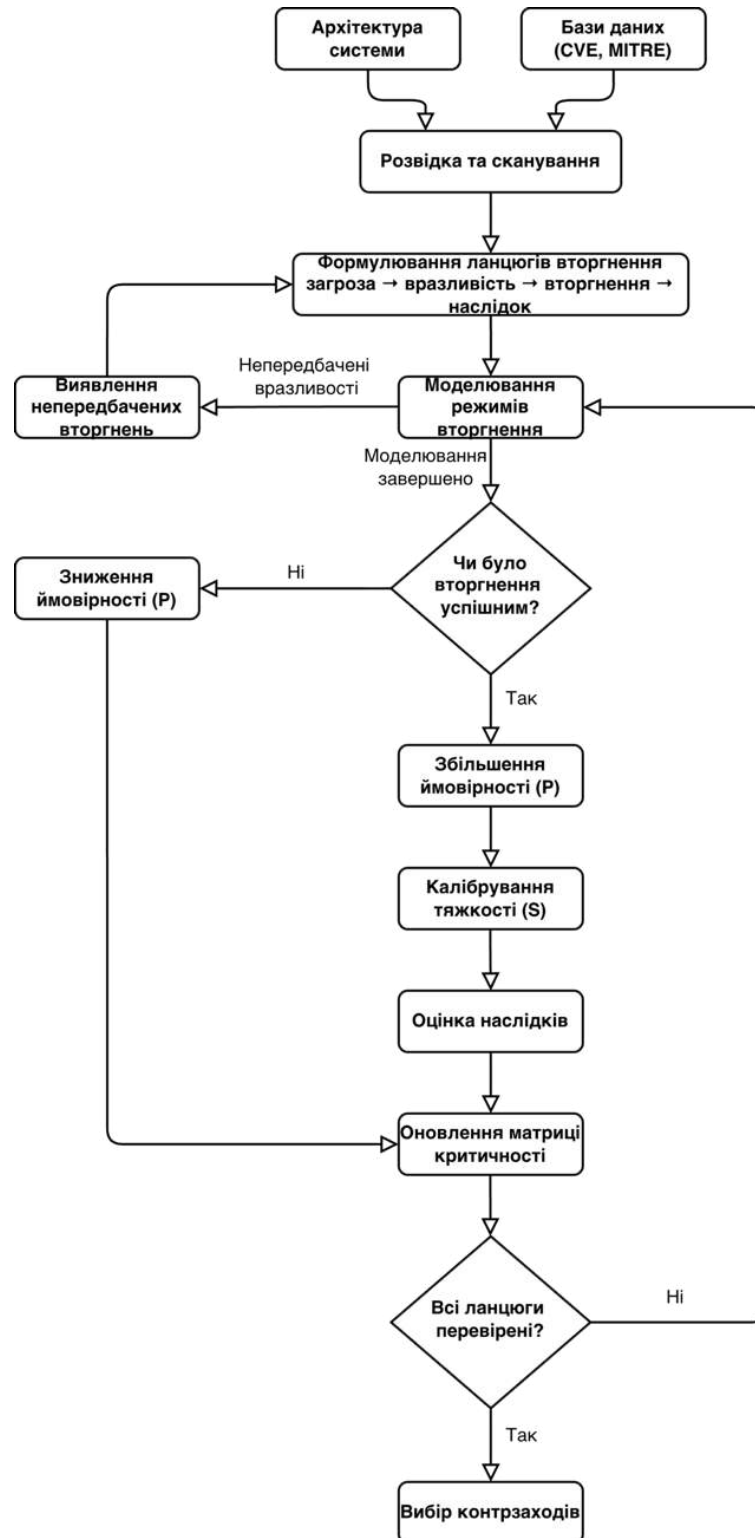 Архітектура
системи
Бази даних
(CVE, MITRE)
Розвідка та сканування
Формулювання ланцюгів вторгнення
загроза → вразливість → вторгнення →
наслідок
Непередбачені
вразливості
Виявлення
непередбачених
вторгнень
Моделювання
режимів
вторгнення
Моделювання
завершено
Чи було
вторгнення
успішним?
Ні
Зниження
ймовірності (P)
Так
Збільшення
ймовірності (P)
Калібрування
тяжкості (S)
Оцінка наслідків
Оновлення матриці
критичності
Всі ланцюги
перевірені?
Ні
Так
Вибір контрзаходів